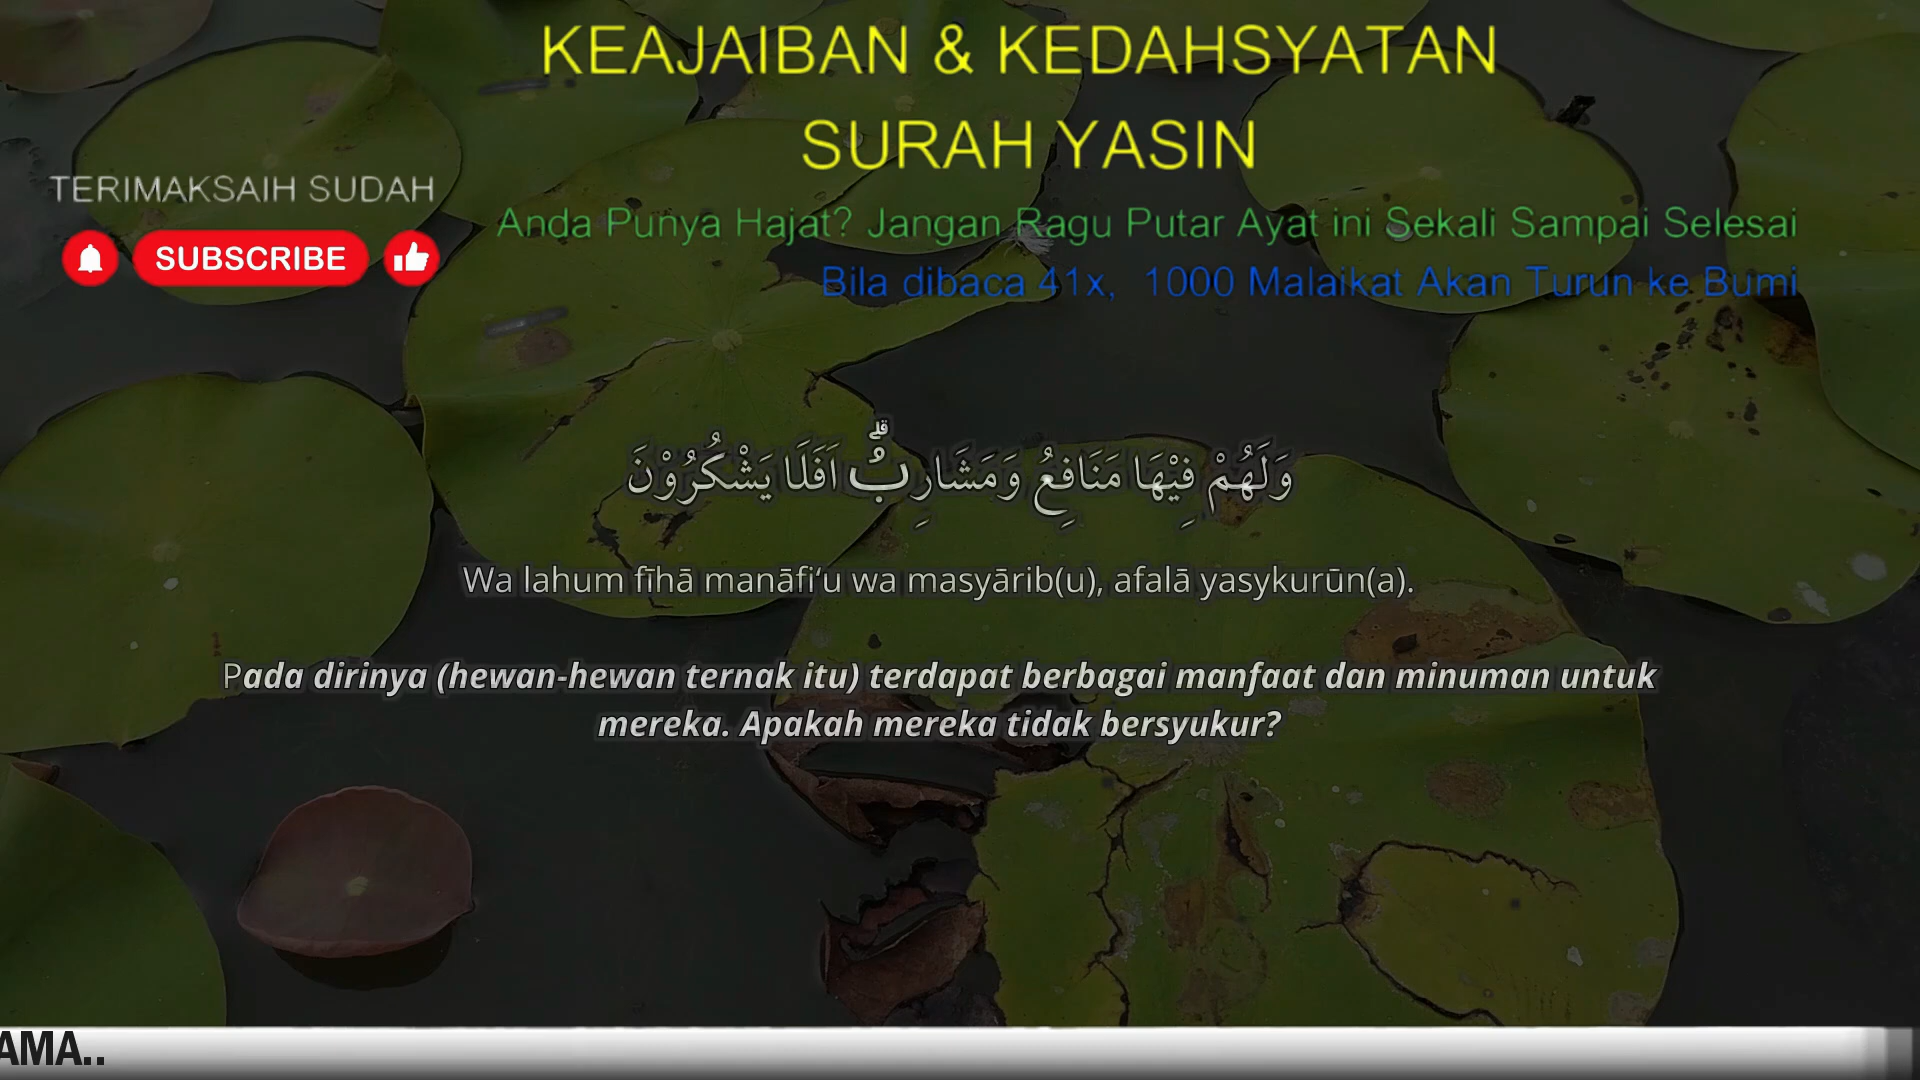 KEAJAIBAN & KEDAHSYATAN
SURAH YASIN
TERIMAKSAIH SUDAH
SUBSCRIBE
Anda Punya Hajat? Jangan Ragu Putar Ayat ini Sekali Sampai Selesai
Bila dibaca 41x, 1000 Malaikat Akan Turun ke Bumi
وَلَهُمْ فِيْهَا مَنَافِعُ وَمَشَارِبُۗ اَفَلَا يَشْكُرُوْنَ
Wa lahum fīhā manāfi‘u wa masyārib(u), afalā yasykurūn(a).
Pada dirinya (hewan-hewan ternak itu) terdapat berbagai manfaat dan minuman untuk
mereka. Apakah mereka tidak bersyukur?
AMA..